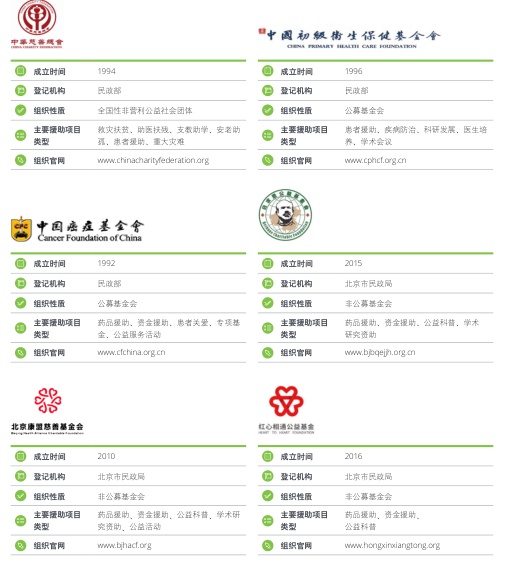 中華慈善總會
CHINA CHARITY FEDERATION
成立时间 1994
登记机构 民政部
组织性质 全国性非营利公益社会团体
主要援助项目类型 救灾扶贫、助医扶残、支教助学、安老助
孤、患者援助、重大灾难
组织官网 www.chinacharityfederation.org
中國初級衛生保健基金會
CHINA PRIMARY HEALTH CARE FOUNDATION
成立时间 1996
登记机构 民政部
组织性质 公募基金会
主要援助项目类型 患者援助、疾病防治、科研发展、医生培
养、学术会议
组织官网 www.cphcf.org.cn
CFC
中国癌症基金會
Cancer Foundation of China
成立时间 1992
登记机构 民政部
组织性质 公募基金会
主要援助项目类型 药品援助、资金援助、患者关爱、专项基
金、公益服务活动
组织官网 www.cfchina.org.cn
成立时间 2015
登记机构 北京市民政局
组织性质 非公募基金会
主要援助项目类型 药品援助、资金援助、公益科普、学术
研究资助
组织官网 www.bjbqejjh.org.cn
北京康盟慈善基金会
Beijing Health Alliance Charitable Foundation
成立时间 2010
登记机构 北京市民政局
组织性质 非公募基金会
主要援助项目类型 药品援助、资金援助、公益科普、学术研
究资助、公益活动
组织官网 www.bjhacf.org
红心相通公益基金
HEART TO HEART FOUNDATION
成立时间 2016
登记机构 北京市民政局
组织性质 非公募基金会
主要援助项目类型 药品援助、资金援助、
公益科普
组织官网 www.hongxinxiangtong.org